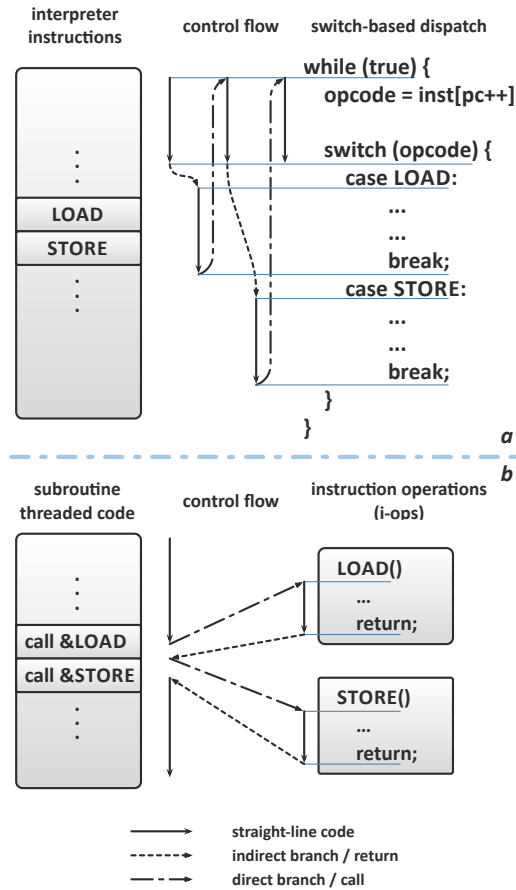 interpreter
instructions
control flow
switch-based dispatch
while (true) {
opcode = inst[pc++]
switch (opcode) {
case LOAD:
...
...
break;
case STORE:
...
...
break;
}
}
LOAD
STORE
a
b
subroutine
threaded code
control flow
instruction operations
(i-ops)
call &LOAD
call &STORE
LOAD()
...
return;
STORE()
...
return;
straight-line code
indirect branch / return
direct branch / call